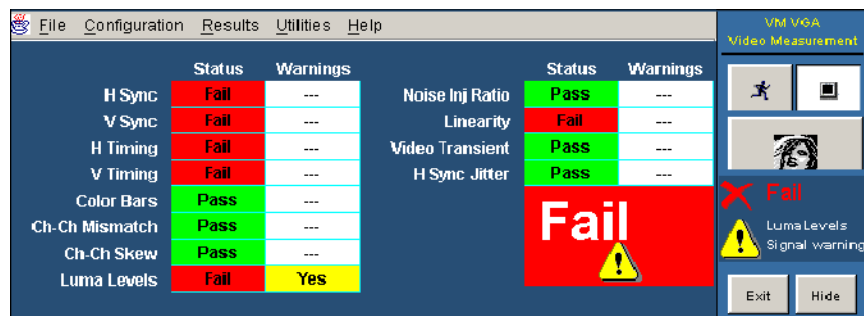 File Configuration Results Utilities Help
VM VGA
Video Measurement
Status Warnings
H Sync Fail ---
V Sync Fail ---
H Timing Fail ---
V Timing Fail ---
Color Bars Pass ---
Ch-Ch Mismatch Pass ---
Ch-Ch Skew Pass ---
Luma Levels Fail Yes
Status Warnings
Noise Inj Ratio Pass ---
Linearity Fail ---
Video Transient Pass ---
H Sync Jitter Pass ---
Fail
Fail
LumaLevels
Signal warning
Exit Hide